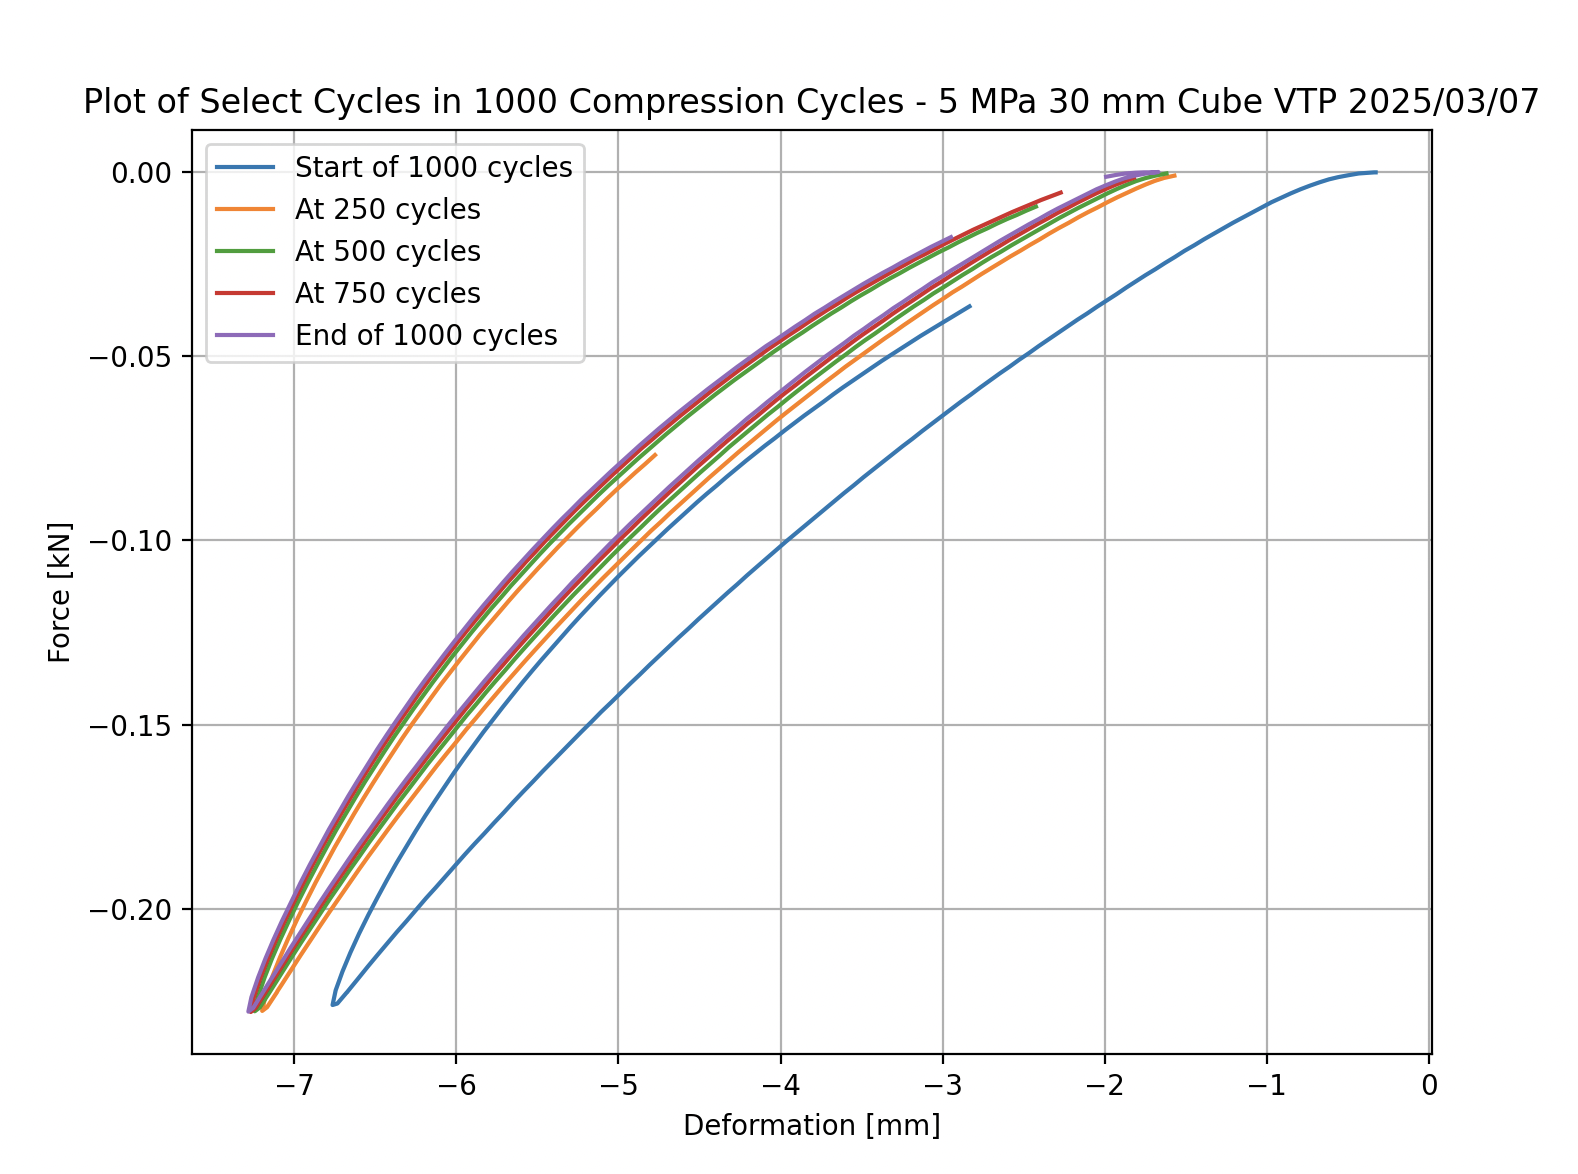 Plot of Select Cycles in 1000 Compression Cycles - 5 MPa 30 mm Cube VTP 2025/03/07
Start of 1000 cycles
At 250 cycles
At 500 cycles
At 750 cycles
End of 1000 cycles
0.00
−0.05
−0.10
−0.15
−0.20
Force [kN]
−7 −6 −5 −4 −3 −2 −1 0
Deformation [mm]